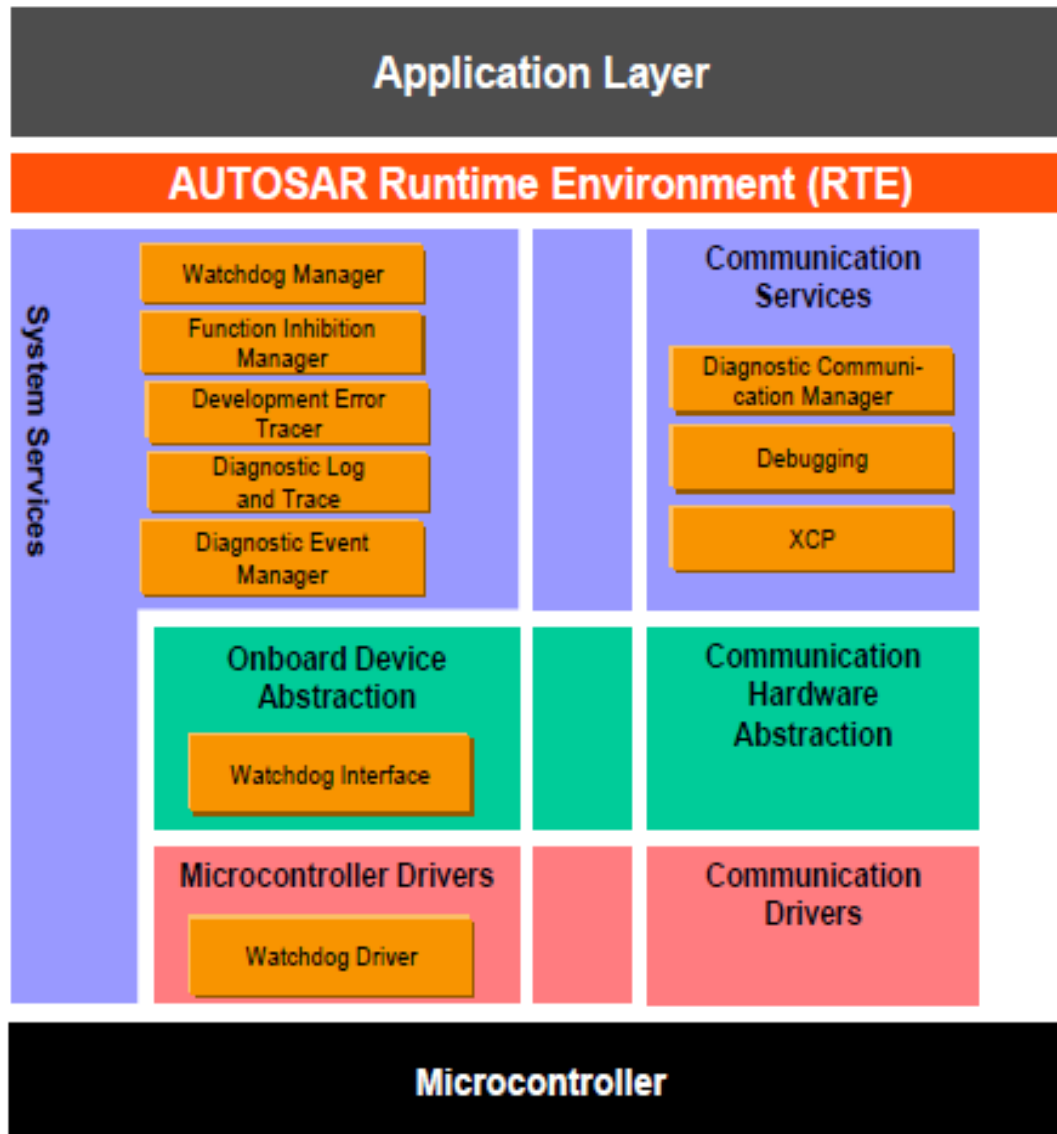 Application Layer
AUTOSAR Runtime Environment (RTE)
System Services
Watchdog Manager
Function Inhibition
Manager
Development Error
Tracer
Diagnostic Log
and Trace
Diagnostic Event
Manager
Communication
Services
Diagnostic Communi-
cation Manager
Debugging
XCP
Onboard Device
Abstraction
Watchdog Interface
Communication
Hardware
Abstraction
Microcontroller Drivers
Watchdog Driver
Communication
Drivers
Microcontroller